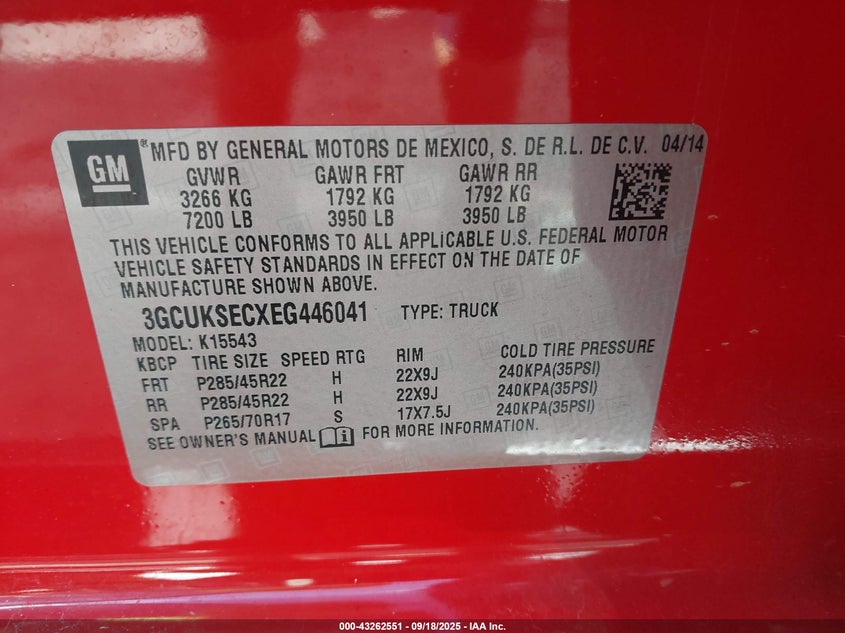 GM
® MFD BY GENERAL MOTORS DE MEXICO, S. DE R.L. DE C.V. 04/14
GVWR GAWR FRT GAWR RR
3266 KG 1792 KG 1792 KG
7200 LB 3950 LB 3950 LB
THIS VEHICLE CONFORMS TO ALL APPLICABLE U.S. FEDERAL MOTOR
VEHICLE SAFETY STANDARDS IN EFFECT ON THE DATE OF
MANUFACTURE SHOWN ABOVE.
3GCUKSECXEG446041 TYPE: TRUCK
MODEL: K15543
KBCP TIRE SIZE SPEED RTG RIM COLD TIRE PRESSURE
FRT P285/45R22 H 22X9J 240KPA(35PSI)
RR P285/45R22 H 22X9J 240KPA(35PSI)
SPA P265/70R17 S 17X7.5J 240KPA(35PSI)
SEE OWNER'S MANUAL FOR MORE INFORMATION.
000-43262551 - 09/18/2025 - IAA Inc.